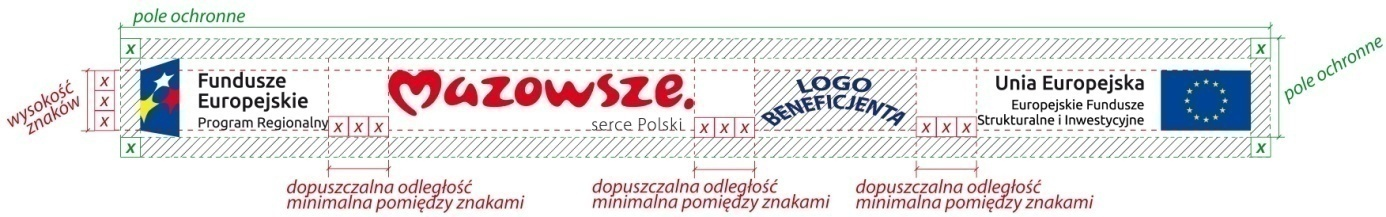 pole ochronne
x
x
wysokość
znaków
x
x
x
Fundusze
Europejskie
Program Regionalny
x x x
mazowsze.
serce Polski
x x x
LOGO
BENEFICJENTA
x x x
Unia Europejska
Europejskie Fundusze
Strukturalne i Inwestycyjne
pole ochronne
x
x
dopuszczalna odległość
minimalna pomiędzy znakami
dopuszczalna odległość
minimalna pomiędzy znakami
dopuszczalna odległość
minimalna pomiędzy znakami